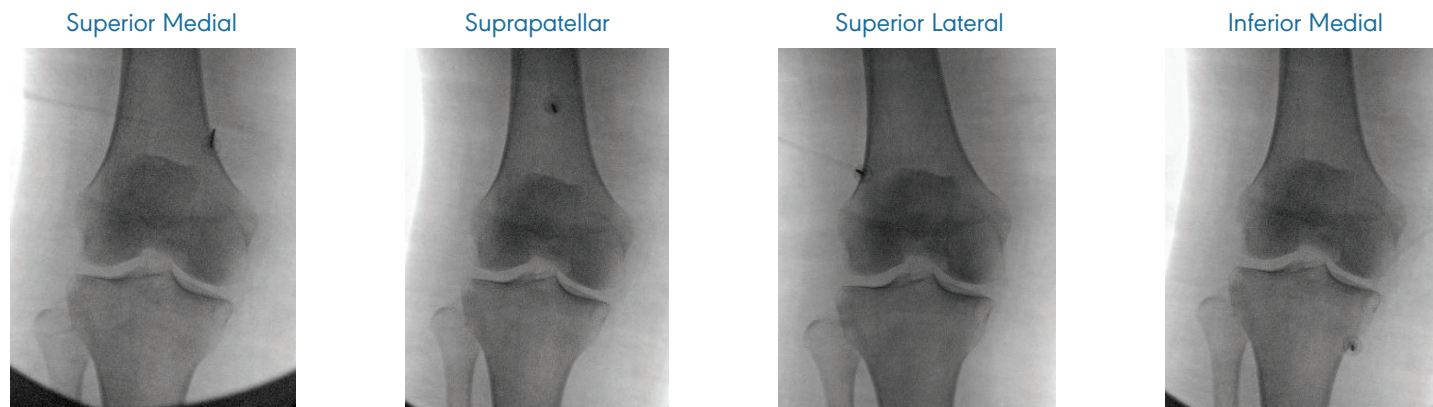 Superior Medial
Suprapatellar
Superior Lateral
Inferior Medial